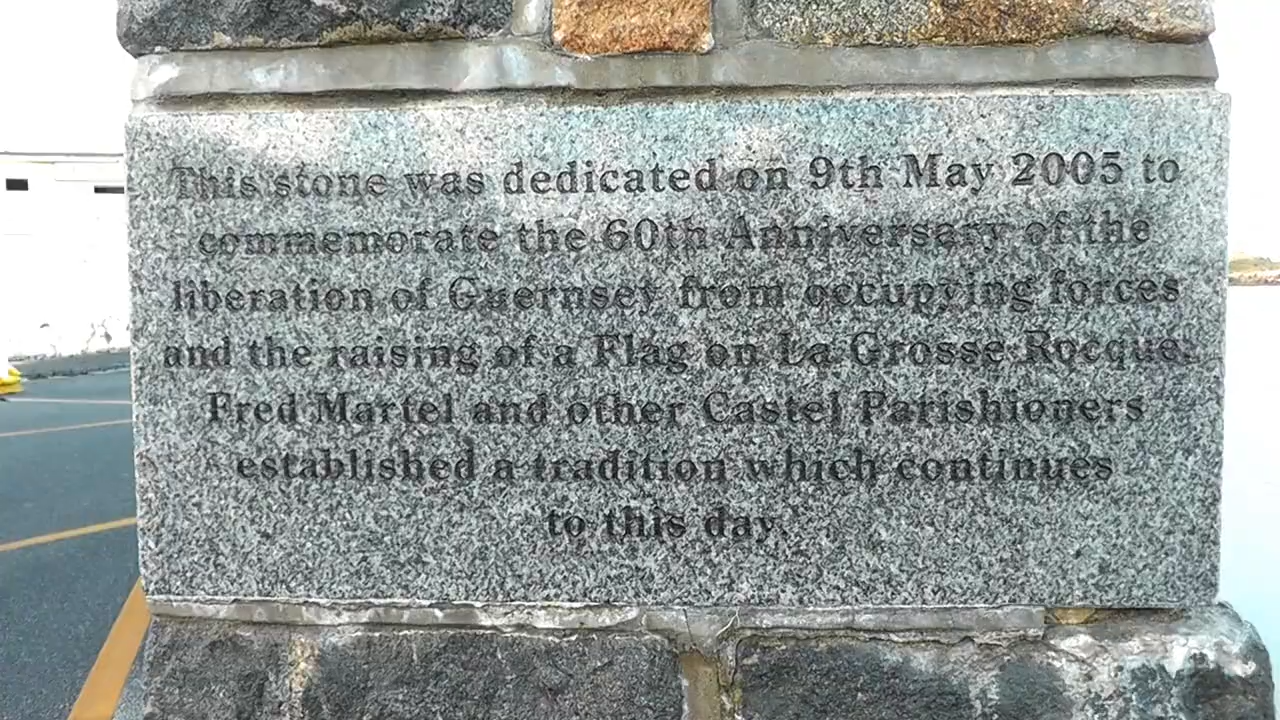 This stone was dedicated on 9th May 2005 to
commemorate the 60th Anniversary of the
liberation of Guernsey from occupying forces
and the raising of a Flag on La Grosse Rocque.
Fred Martel and other Castel Parishioners
established a tradition which continues
to this day